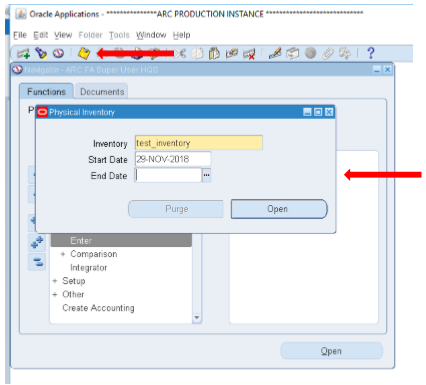 Oracle Applications - ****************ARC PRODUCTION INSTANCE ******************************
File Edit View Folder Tools Window Help
Navigator - ARC FA Super User HQS
Functions Documents
Physical Inventory
Inventory test_inventory
Start Date 29-NOV-2018
End Date
Purge Open
Enter
+ Comparison
Integrator
+ Setup
+ Other
Create Accounting
Open